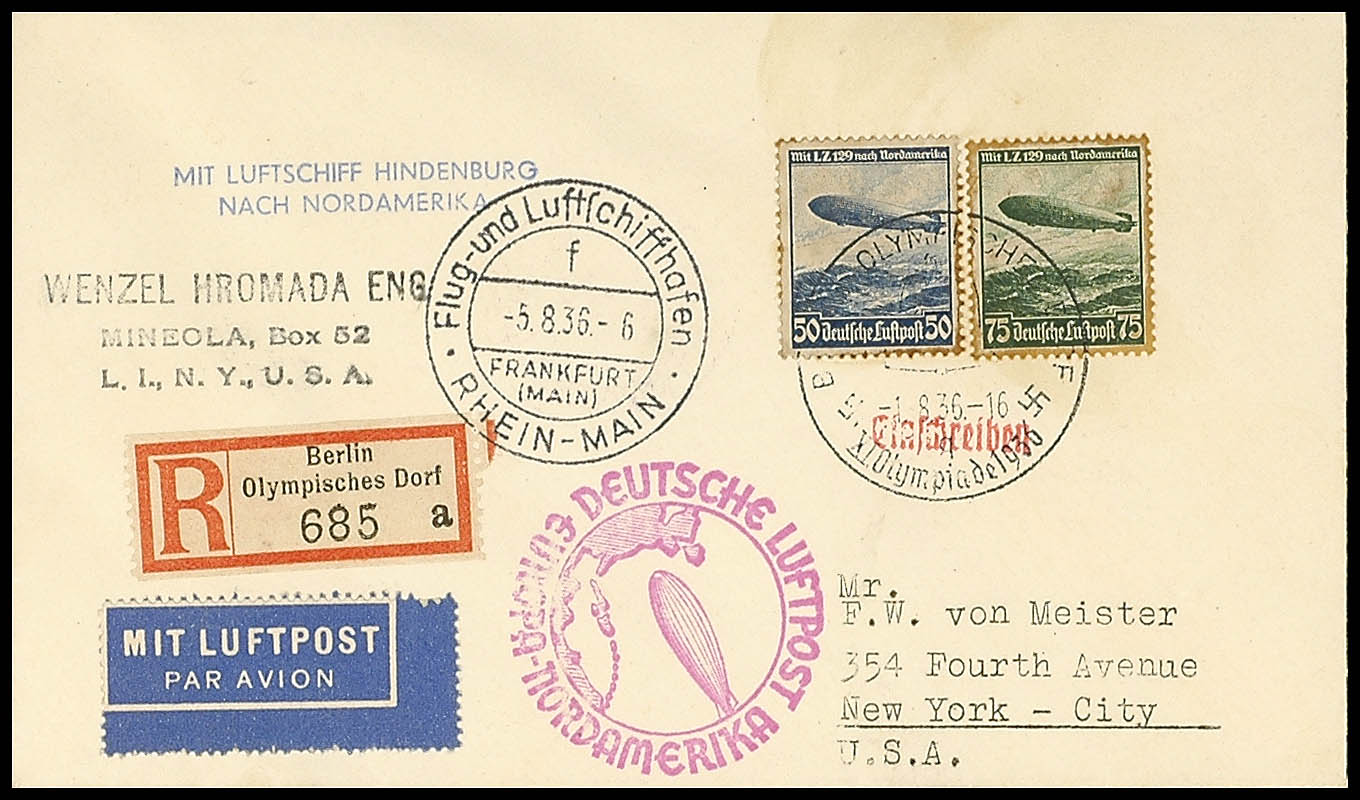 MIT LUFTSCHIFF HINDENBURG
NACH NORDAMERIKA
WENZEL HROMADA ENG
MINEOLA, Box 52
L. I., N. Y., U. S. A.
Flug- und Luftschiffhafen
f
-5.8.36.- 6
FRANKFURT
(MAIN)
· RHEIN-MAIN ·
Mit LZ 129 nach Nordamerika
50 Deutsche Luftpost 50
Mit LZ 129 nach Nordamerika
75 Deutsche Luftpost 75
OLYMPISCHES
-1.8.36.-16
XI. Olympiade 1936
Einschreiben
R
Berlin
Olympisches Dorf
685 a
MIT LUFTPOST
PAR AVION
DEUTSCHE LUFTPOST
EUROPA-NORDAMERIKA
Mr.
F.W. von Meister
354 Fourth Avenue
New York - City
U.S.A.